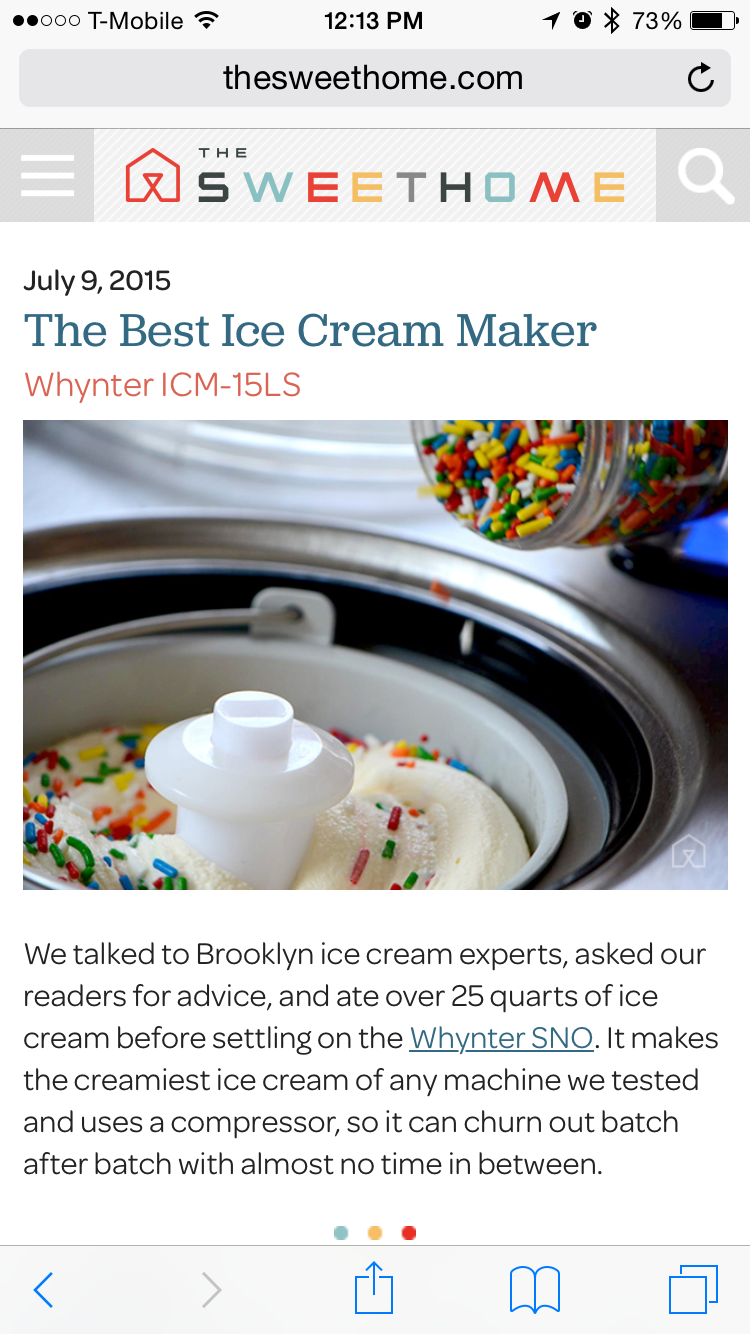 T-Mobile 12:13 PM 73%
thesweethome.com
THE
SWEETHOME
July 9, 2015
The Best Ice Cream Maker
Whynter ICM-15LS
We talked to Brooklyn ice cream experts, asked our
readers for advice, and ate over 25 quarts of ice
cream before settling on the Whynter SNO. It makes
the creamiest ice cream of any machine we tested
and uses a compressor, so it can churn out batch
after batch with almost no time in between.